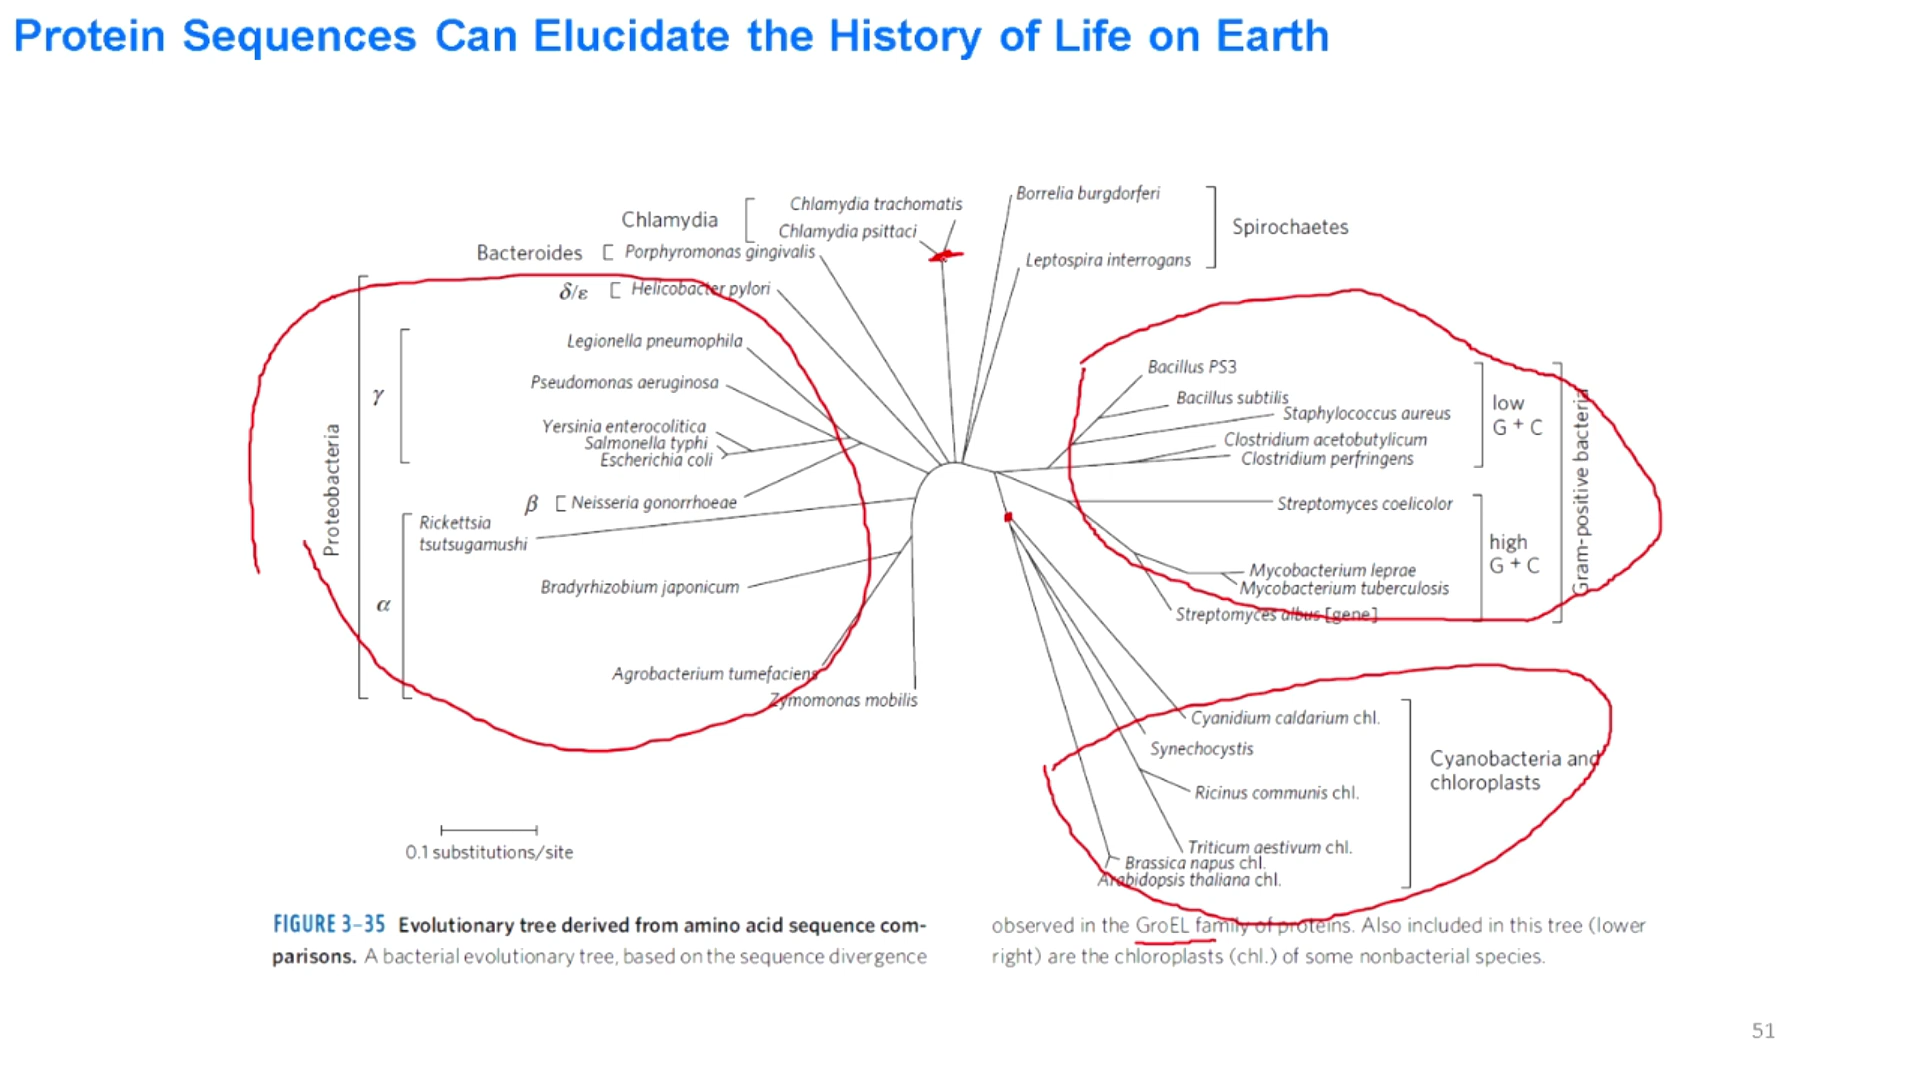 Protein Sequences Can Elucidate the History of Life on Earth
Chlamydia
Chlamydia trachomatis
Chlamydia psittaci
Bacteroides
Porphyromonas gingivalis
Borrelia burgdorferi
Leptospira interrogans
Spirochaetes
Proteobacteria
δ/ε
Helicobacter pylori
γ
Legionella pneumophila
Pseudomonas aeruginosa
Yersinia enterocolitica
Salmonella typhi
Escherichia coli
β
Neisseria gonorrhoeae
α
Rickettsia
tsutsugamushi
Bradyrhizobium japonicum
Agrobacterium tumefaciens
Zymomonas mobilis
Bacillus PS3
Bacillus subtilis
Staphylococcus aureus
Clostridium acetobutylicum
Clostridium perfringens
low
G + C
Streptomyces coelicolor
Mycobacterium leprae
Mycobacterium tuberculosis
Streptomyces albus [gene]
high
G + C
Gram-positive bacteria
Cyanidium caldarium chl.
Synechocystis
Ricinus communis chl.
Triticum aestivum chl.
Brassica napus chl.
Arabidopsis thaliana chl.
Cyanobacteria and
chloroplasts
0.1 substitutions/site
FIGURE 3–35 Evolutionary tree derived from amino acid sequence com-
parisons. A bacterial evolutionary tree, based on the sequence divergence
observed in the GroEL family of proteins. Also included in this tree (lower
right) are the chloroplasts (chl.) of some nonbacterial species.
51